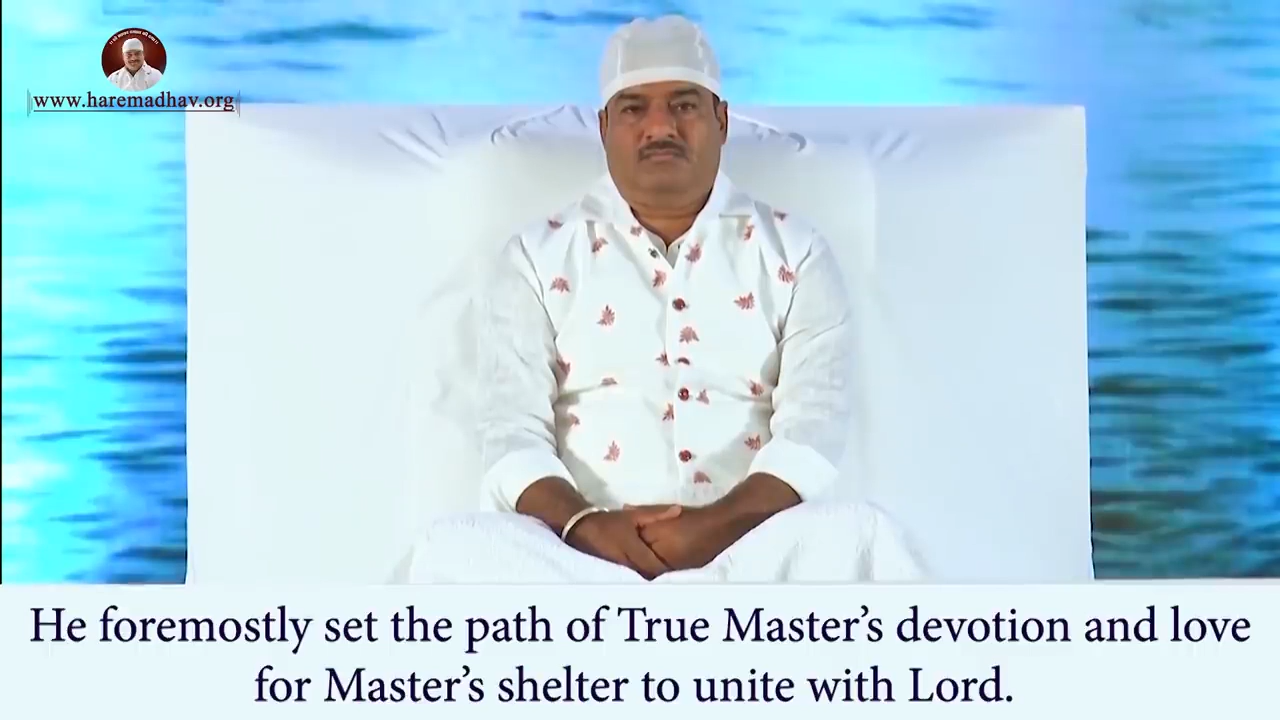 www.haremadhav.org
He foremostly set the path of True Master's devotion and love
for Master's shelter to unite with Lord.